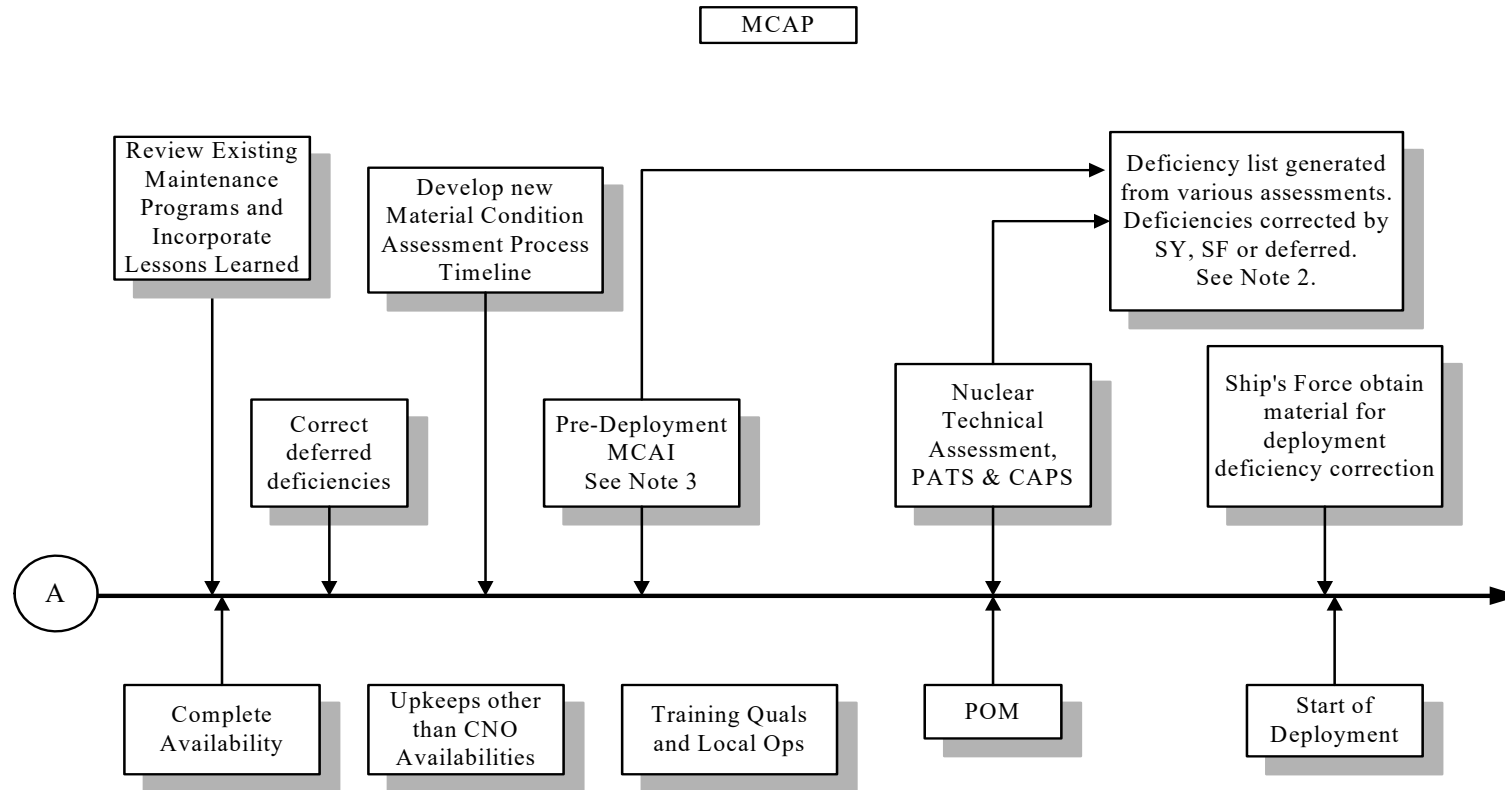 MCAP
Review Existing
Maintenance
Programs and
Incorporate
Lessons Learned
Develop new
Material Condition
Assessment Process
Timeline
Deficiency list generated
from various assessments.
Deficiencies corrected by
SY, SF or deferred.
See Note 2.
Correct
deferred
deficiencies
Pre-Deployment
MCAI
See Note 3
Nuclear
Technical
Assessment,
PATS & CAPS
Ship's Force obtain
material for
deployment
deficiency correction
A
Complete
Availability
Upkeeps other
than CNO
Availabilities
Training Quals
and Local Ops
POM
Start of
Deployment